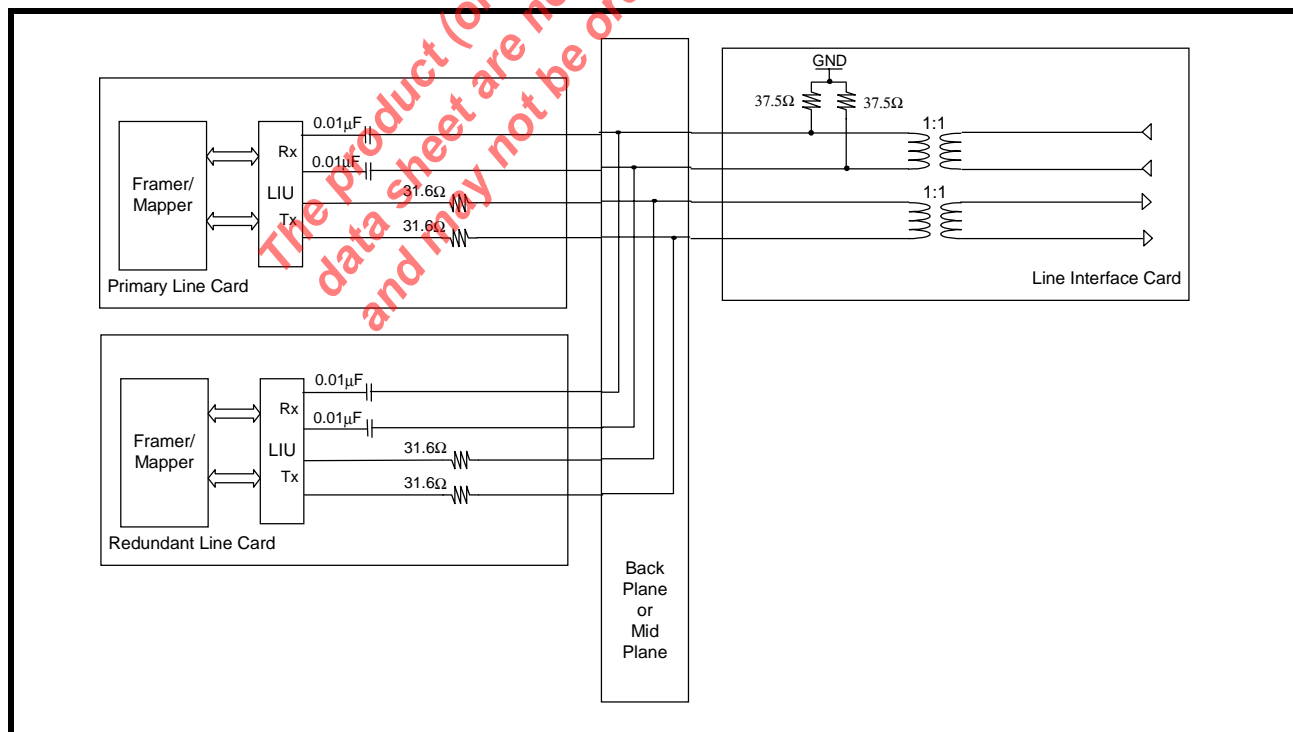 The product (or
data sheet are no
and may not be or
GND
37.5Ω
37.5Ω
1:1
1:1
Line Interface Card
0.01µF
Rx
0.01µF
Framer/
Mapper
LIU
31.6Ω
Tx
31.6Ω
Primary Line Card
0.01µF
Rx
0.01µF
Framer/
Mapper
LIU
31.6Ω
Tx
31.6Ω
Redundant Line Card
Back
Plane
or
Mid
Plane